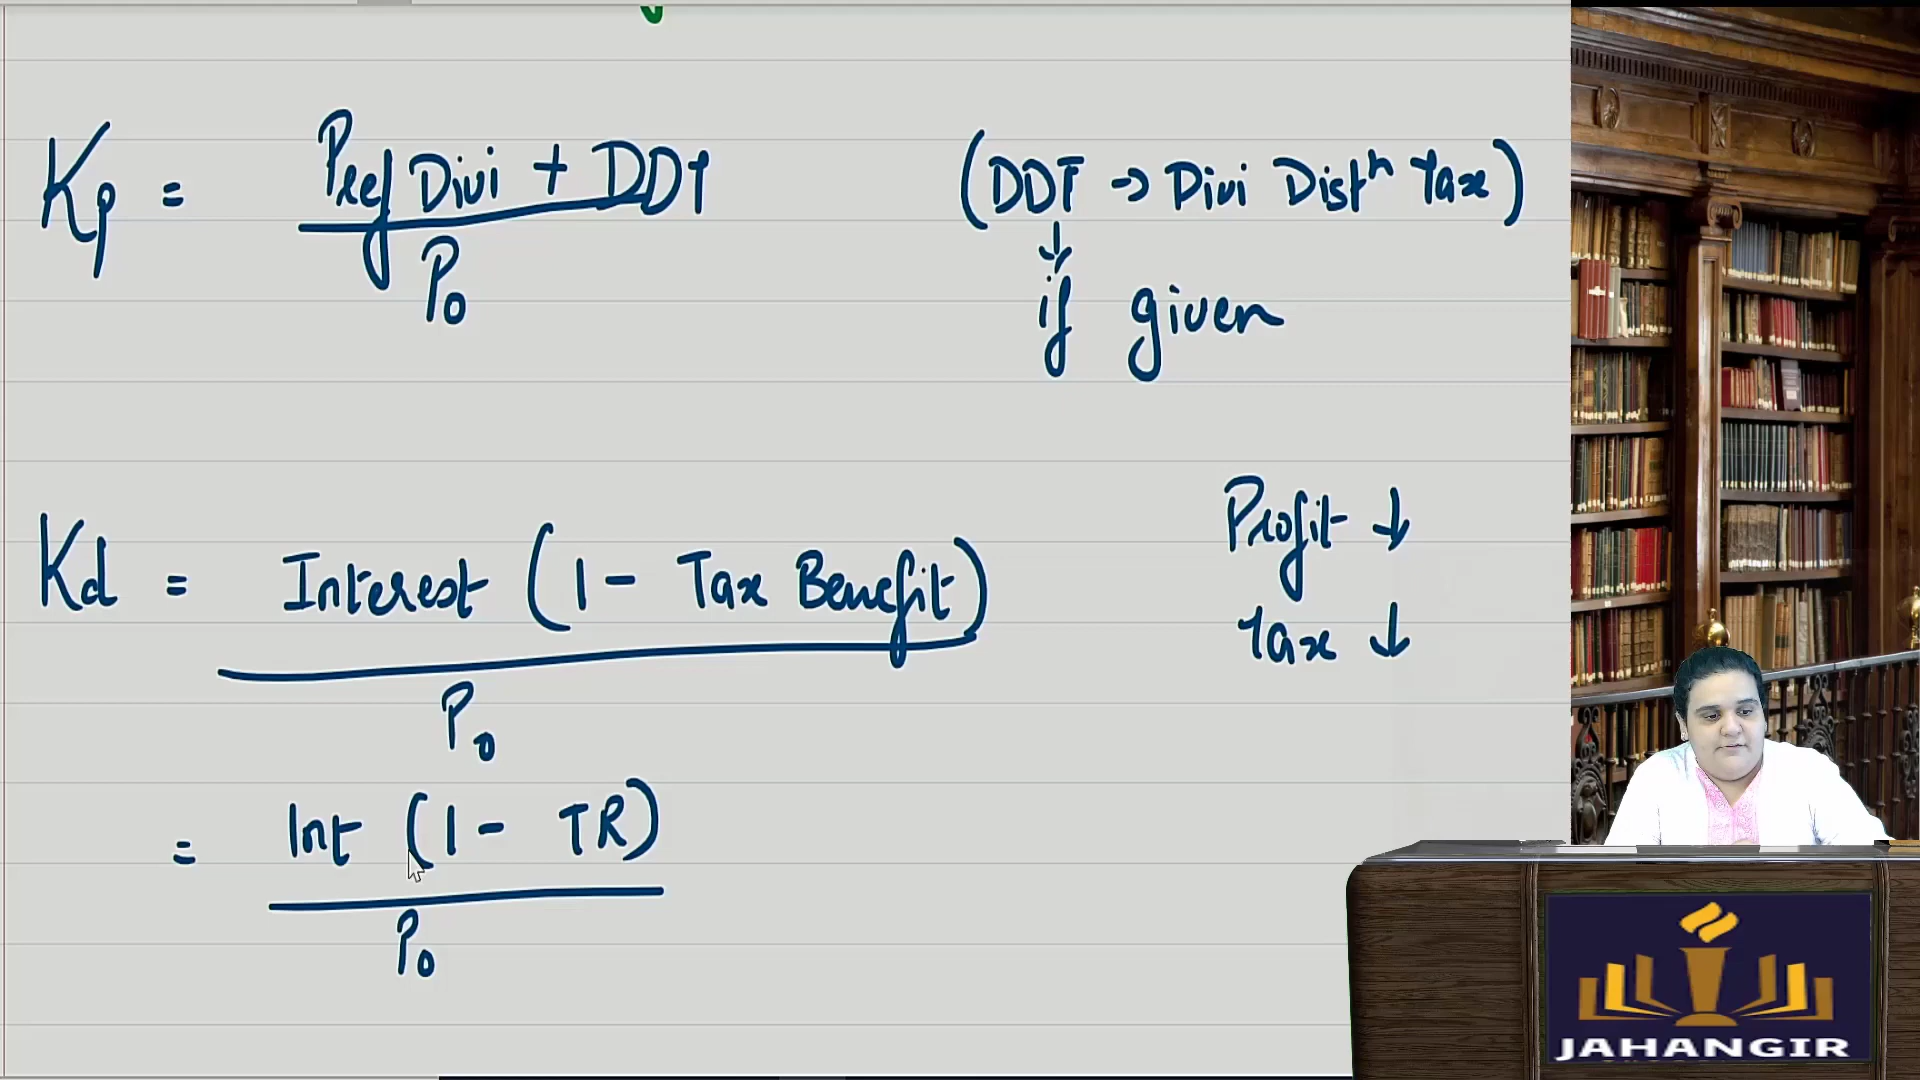 Kp = Pref Divi + DDT (DDT → Divi Distⁿ Tax)
P₀ ↓
if given
Kd = Interest (1 - Tax Benefit) Profit ↓
P₀ Tax ↓
= Int (1 - TR)
P₀
JAHANGIR